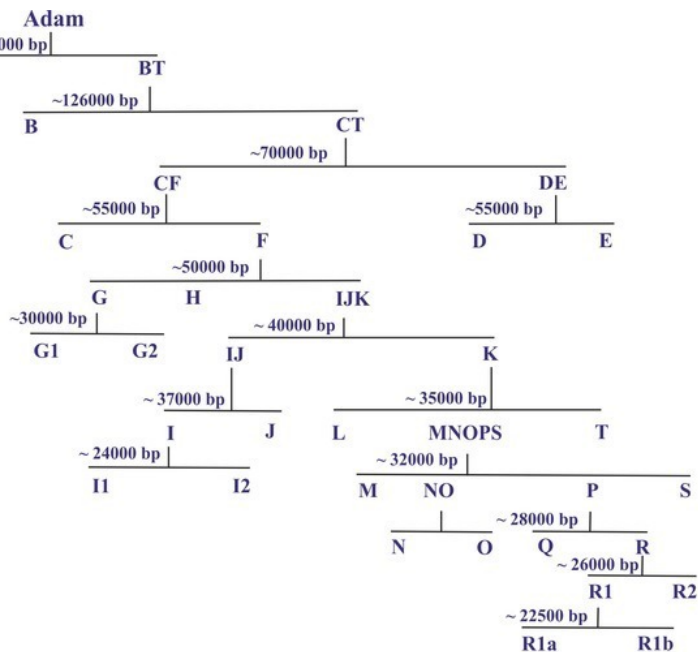 Adam
000 bp
BT
~126000 bp
B CT
~70000 bp
CF DE
~55000 bp ~55000 bp
C F D E
~50000 bp
G H IJK
~30000 bp ~ 40000 bp
G1 G2 IJ K
~ 37000 bp ~ 35000 bp
I J L MNOPS T
~ 24000 bp ~ 32000 bp
I1 I2 M NO P S
~ 28000 bp
N O Q R
~ 26000 bp
R1 R2
~ 22500 bp
R1a R1b